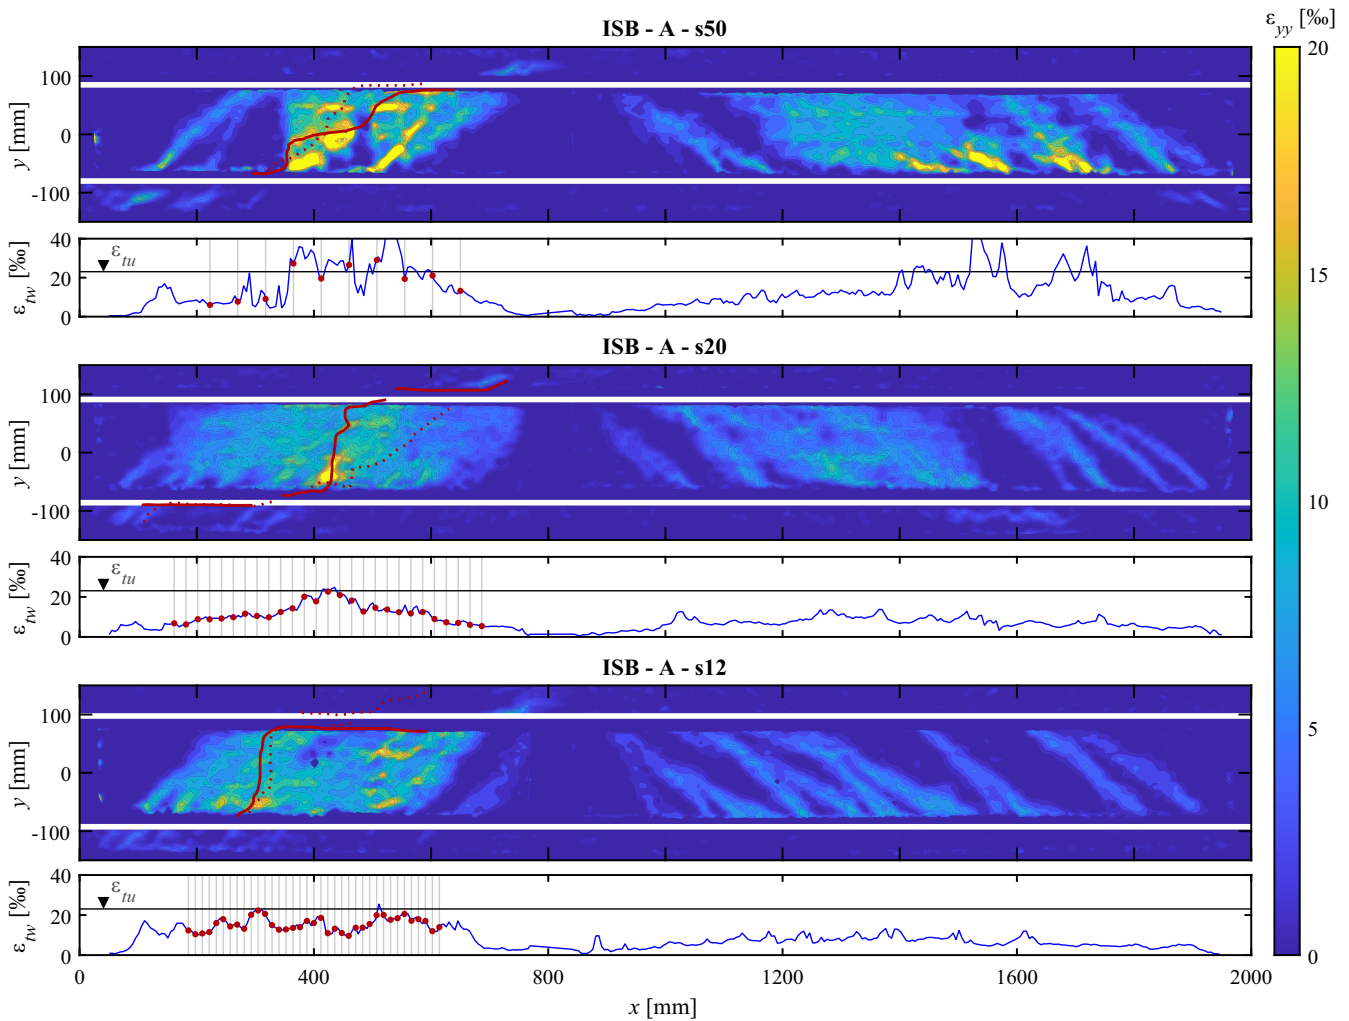 ISB - A - s50
ε_yy [‰]
y [mm]
100
0
-100
ε_tw [‰]
40
20
0
ε_tu
ISB - A - s20
y [mm]
100
0
-100
ε_tw [‰]
40
20
0
ε_tu
ISB - A - s12
y [mm]
100
0
-100
ε_tw [‰]
40
20
0
ε_tu
0 400 800 1200 1600 2000
x [mm]
20
15
10
5
0